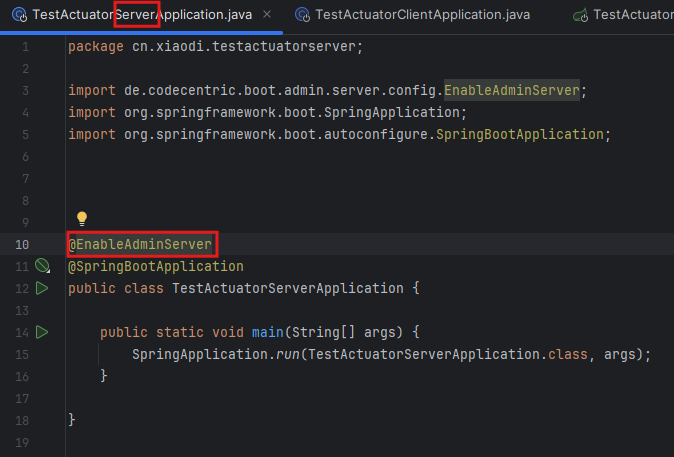 TestActuatorServerApplication.java × TestActuatorClientApplication.java TestActuator
1 package cn.xiaodi.testactuatorserver;
2
3 import de.codecentric.boot.admin.server.config.EnableAdminServer;
4 import org.springframework.boot.SpringApplication;
5 import org.springframework.boot.autoconfigure.SpringBootApplication;
6
7
8
9
10 @EnableAdminServer
11 @SpringBootApplication
12 public class TestActuatorServerApplication {
13
14 public static void main(String[] args) {
15 SpringApplication.run(TestActuatorServerApplication.class, args);
16 }
17
18 }
19